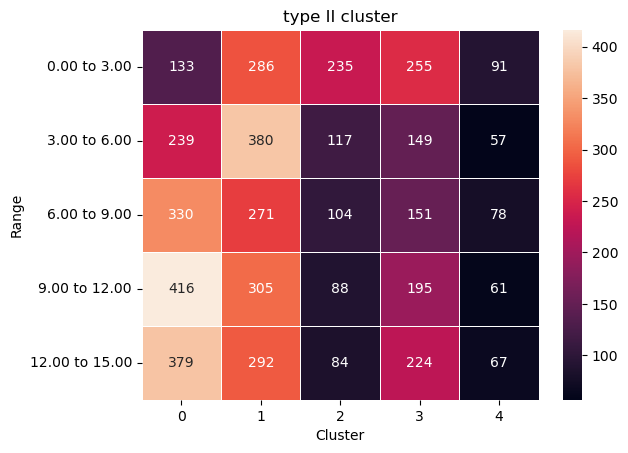 type II cluster
0.00 to 3.00 133 286 235 255 91
3.00 to 6.00 239 380 117 149 57
6.00 to 9.00 330 271 104 151 78
9.00 to 12.00 416 305 88 195 61
12.00 to 15.00 379 292 84 224 67
0 1 2 3 4
Cluster
Range
400
350
300
250
200
150
100